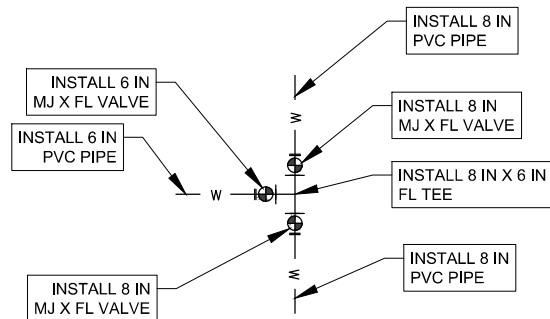 INSTALL 8 IN
PVC PIPE
INSTALL 6 IN
MJ X FL VALVE
INSTALL 8 IN
MJ X FL VALVE
INSTALL 6 IN
PVC PIPE
W
W
INSTALL 8 IN X 6 IN
FL TEE
W
INSTALL 8 IN
PVC PIPE
INSTALL 8 IN
MJ X FL VALVE